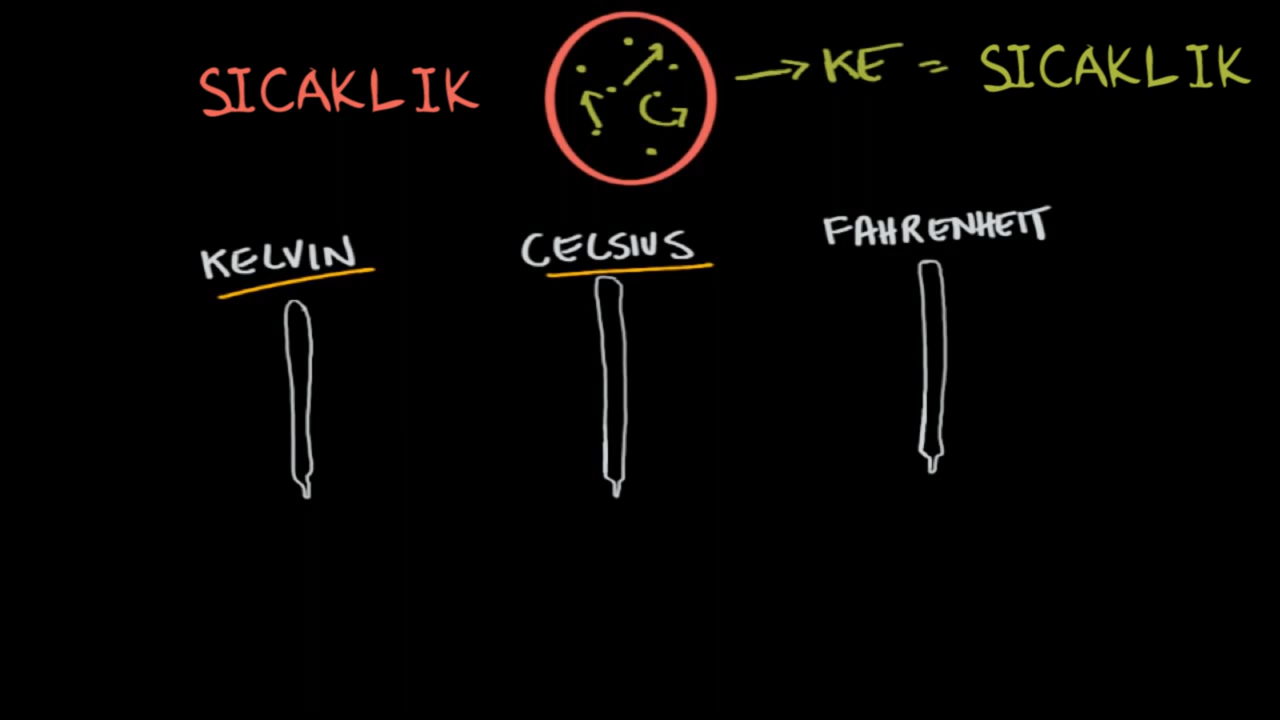 SICAKLIK → KE = SICAKLIK
KELVIN CELSIUS FAHRENHEIT